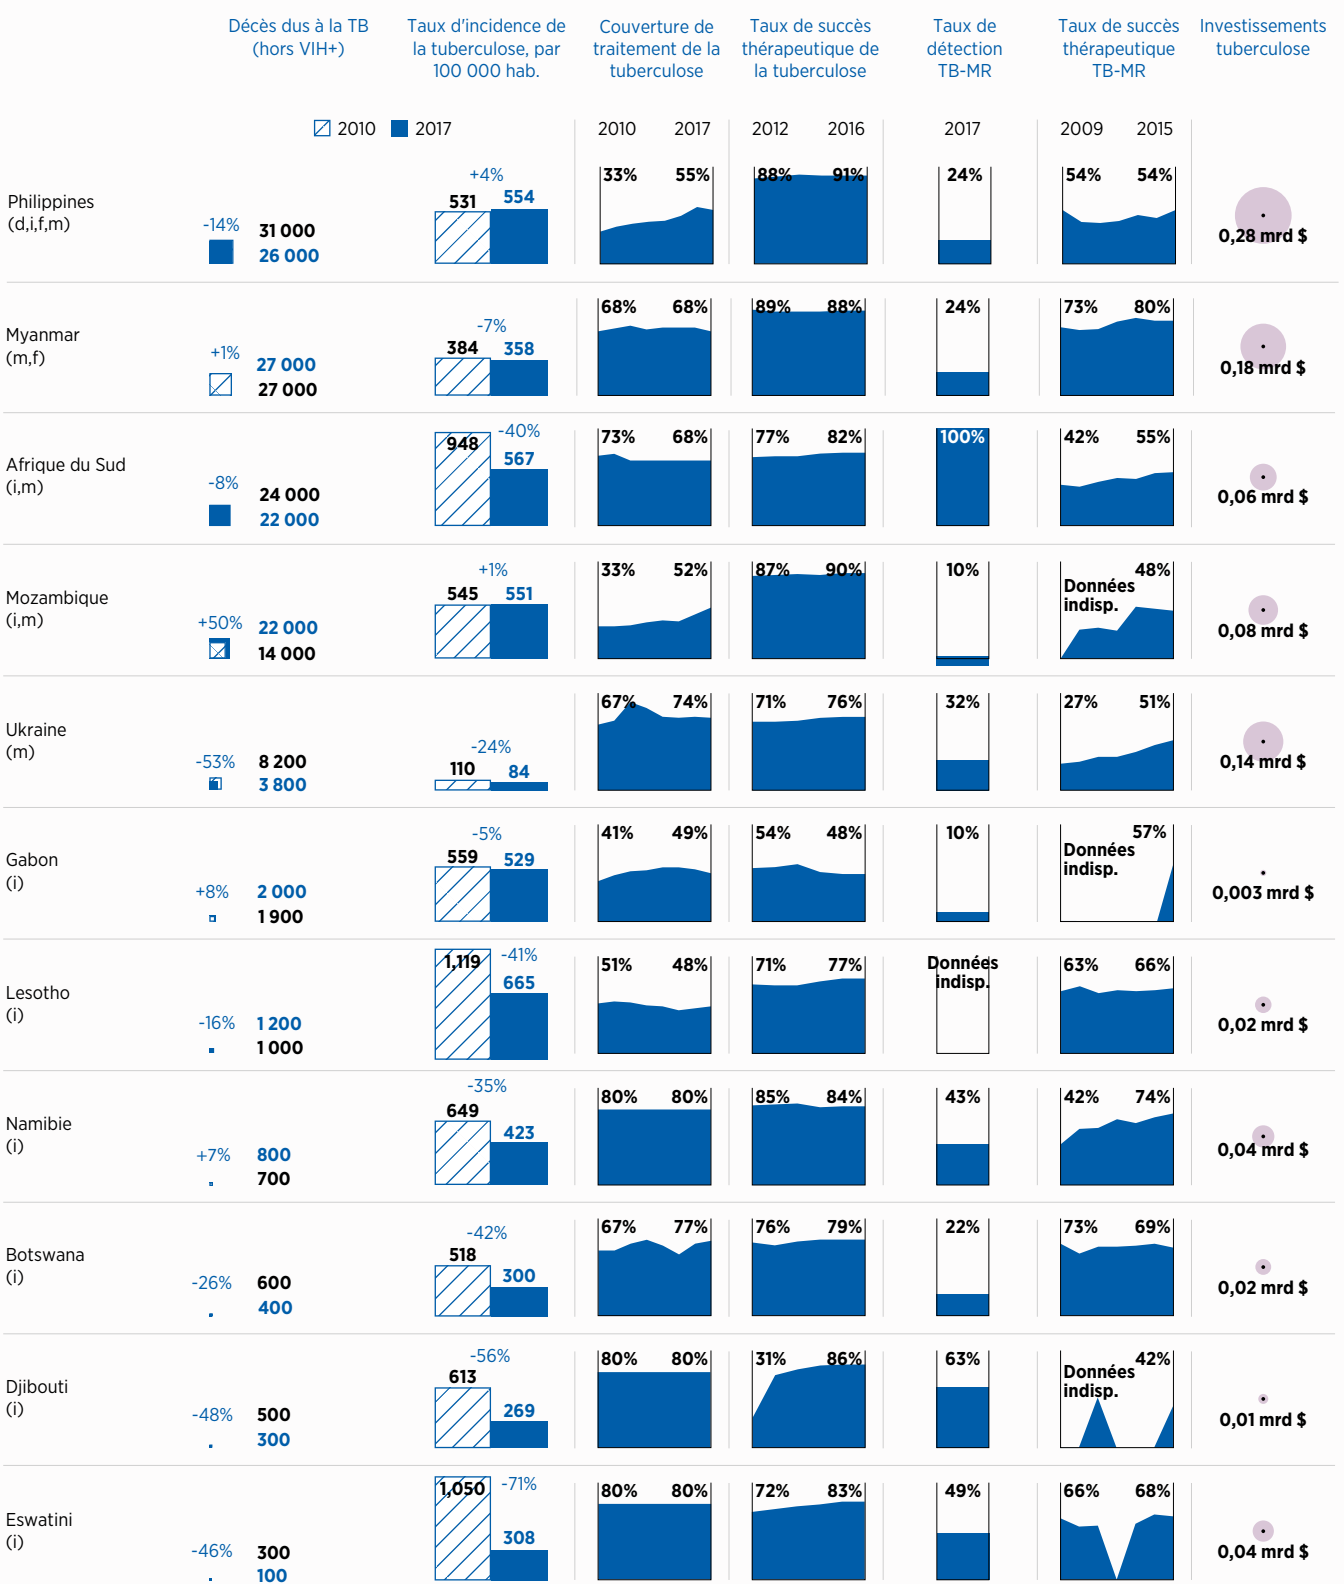 Décès dus à la TB
(hors VIH+)
Taux d'incidence de
la tuberculose, par
100 000 hab.
Couverture de
traitement de la
tuberculose
Taux de succès
thérapeutique de
la tuberculose
Taux de
détection
TB-MR
Taux de succès
thérapeutique
TB-MR
Investissements
tuberculose
2010 2017
2010 2017
2012 2016
2017
2009 2015
Philippines
(d,i,f,m)
-14%
31 000
26 000
+4%
531 554
33% 55%
88% 91%
24%
54% 54%
0,28 mrd $
Myanmar
(m,f)
+1%
27 000
27 000
-7%
384 358
68% 68%
89% 88%
24%
73% 80%
0,18 mrd $
Afrique du Sud
(i,m)
-8%
24 000
22 000
-40%
948 567
73% 68%
77% 82%
100%
42% 55%
0,06 mrd $
Mozambique
(i,m)
+50%
22 000
14 000
+1%
545 551
33% 52%
87% 90%
10%
48%
Données
indisp.
0,08 mrd $
Ukraine
(m)
-53%
8 200
3 800
-24%
110 84
67% 74%
71% 76%
32%
27% 51%
0,14 mrd $
Gabon
(i)
+8%
2 000
1 900
-5%
559 529
41% 49%
54% 48%
10%
57%
Données
indisp.
0,003 mrd $
Lesotho
(i)
-16%
1 200
1 000
-41%
1,119 665
51% 48%
71% 77%
Données
indisp.
63% 66%
0,02 mrd $
Namibie
(i)
+7%
800
700
-35%
649 423
80% 80%
85% 84%
43%
42% 74%
0,04 mrd $
Botswana
(i)
-26%
600
400
-42%
518 300
67% 77%
76% 79%
22%
73% 69%
0,02 mrd $
Djibouti
(i)
-48%
500
300
-56%
613 269
80% 80%
31% 86%
63%
42%
Données
indisp.
0,01 mrd $
Eswatini
(i)
-46%
300
100
-71%
1,050 308
80% 80%
72% 83%
49%
66% 68%
0,04 mrd $